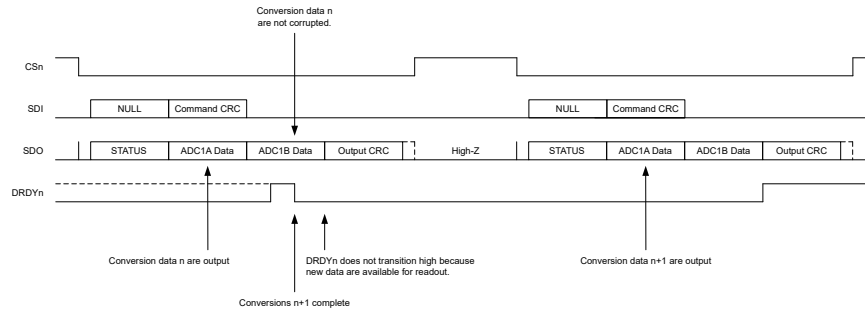 Conversion data n
are not corrupted.
CSn
SDI
NULL
Command CRC
NULL
Command CRC
SDO
STATUS
ADC1A Data
ADC1B Data
Output CRC
High-Z
STATUS
ADC1A Data
ADC1B Data
Output CRC
DRDYn
Conversion data n are output
DRDYn does not transition high because
new data are available for readout.
Conversion data n+1 are output
Conversions n+1 complete